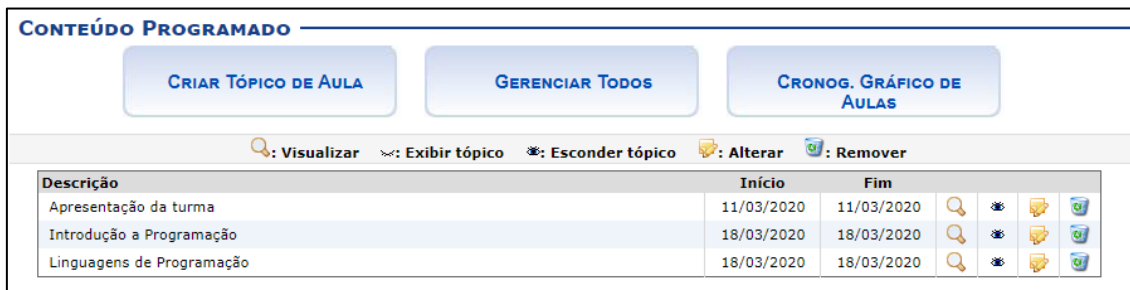 CONTEÚDO PROGRAMADO
CRIAR TÓPICO DE AULA
GERENCIAR TODOS
CRONOG. GRÁFICO DE
AULAS
: Visualizar : Exibir tópico : Esconder tópico : Alterar : Remover
Descrição Início Fim
Apresentação da turma 11/03/2020 11/03/2020
Introdução a Programação 18/03/2020 18/03/2020
Linguagens de Programação 18/03/2020 18/03/2020